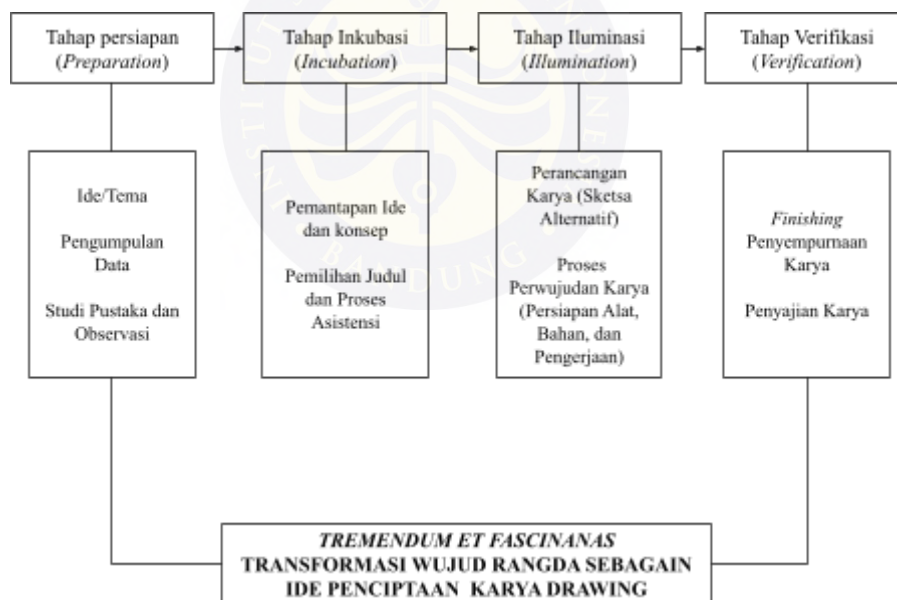 Tahap persiapan
(Preparation)
Tahap Inkubasi
(Incubation)
Tahap Iluminasi
(Illumination)
Tahap Verifikasi
(Verification)
Ide/Tema
Pengumpulan
Data
Studi Pustaka dan
Observasi
Pemantapan Ide
dan konsep
Pemilihan Judul
dan Proses
Asistensi
Perancangan
Karya (Sketsa
Alternatif)
Proses
Perwujudan Karya
(Persiapan Alat,
Bahan, dan
Pengerjaan)
Finishing
Penyempurnaan
Karya
Penyajian Karya
TREMENDUM ET FASCINANAS
TRANSFORMASI WUJUD RANGDA SEBAGAIN
IDE PENCIPTAAN KARYA DRAWING
BANDUNG